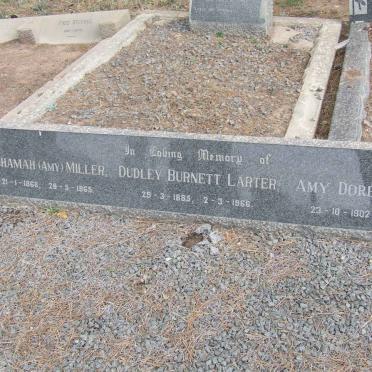 In Loving Memory of
HAMAH (AMY) MILLER, DUDLEY BURNETT LARTER, AMY DORE
21-1-1868, 28-5-1965. 29-3-1885, 2-3-1966. 23-10-1902